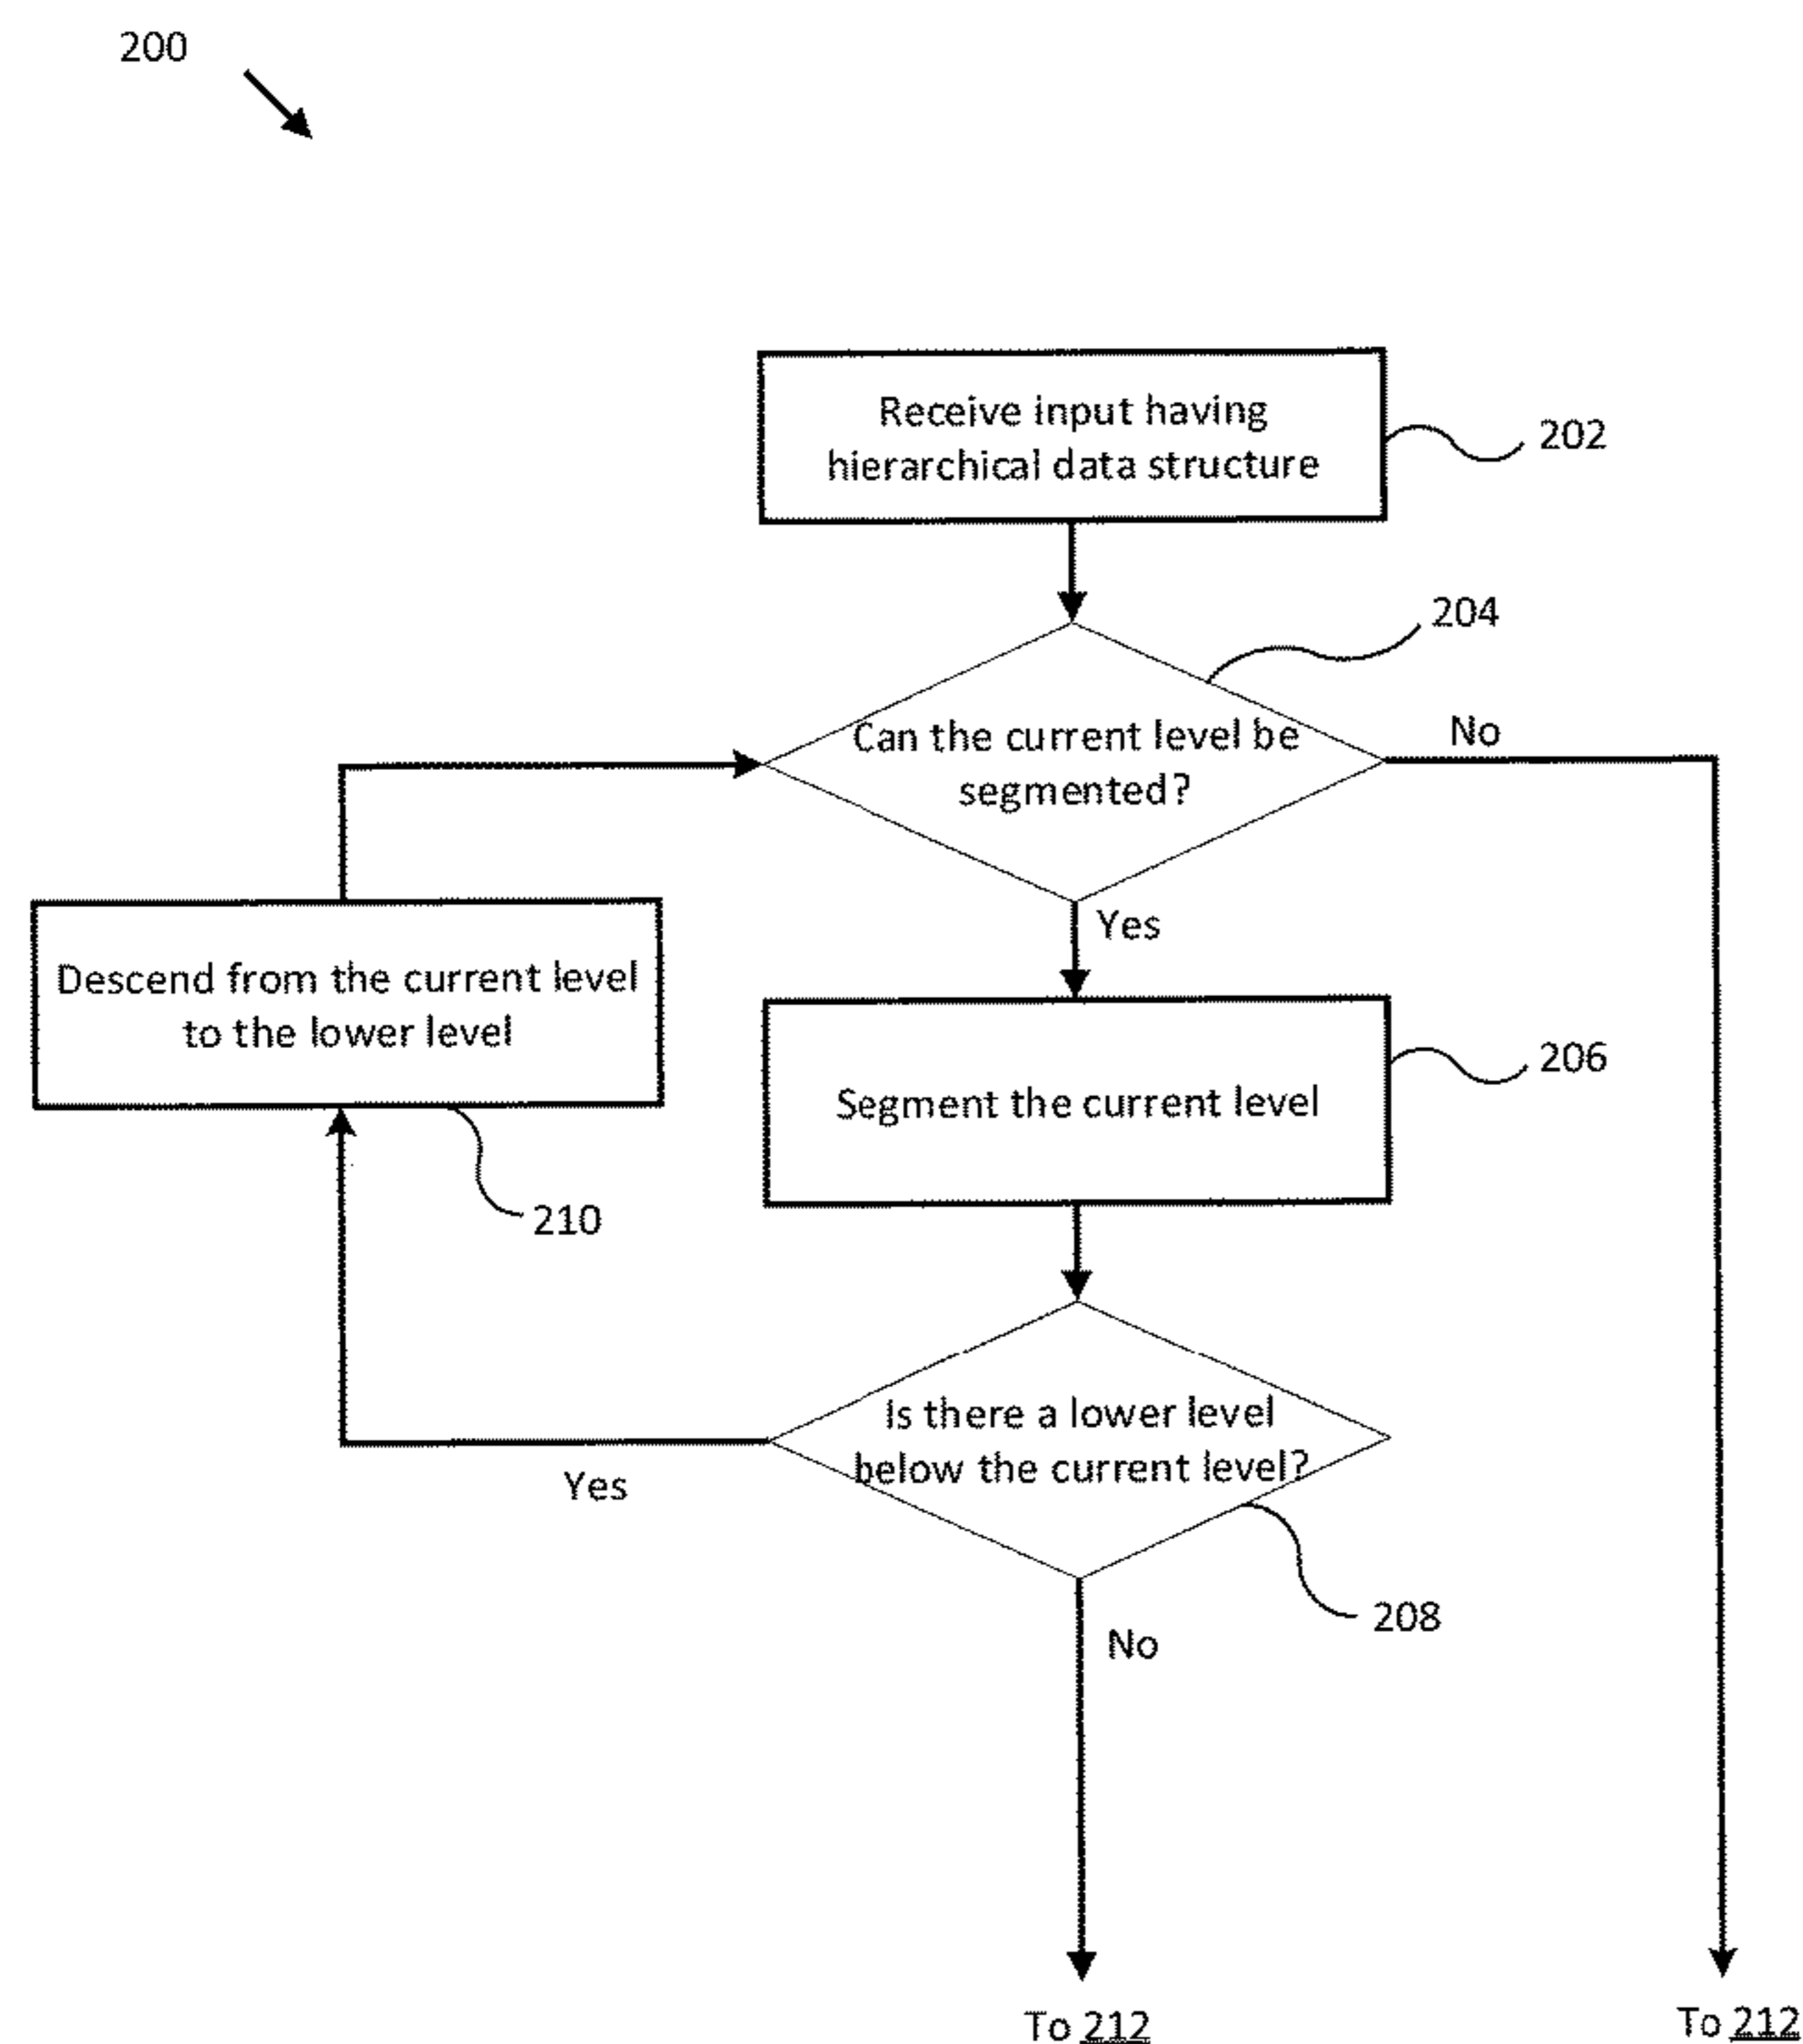 200
Receive input having
hierarchical data structure
202
204
Can the current level be
segmented?
No
Yes
Descend from the current level
to the lower level
206
Segment the current level
210
Is there a lower level
below the current level?
Yes
208
No
To 212
To 212